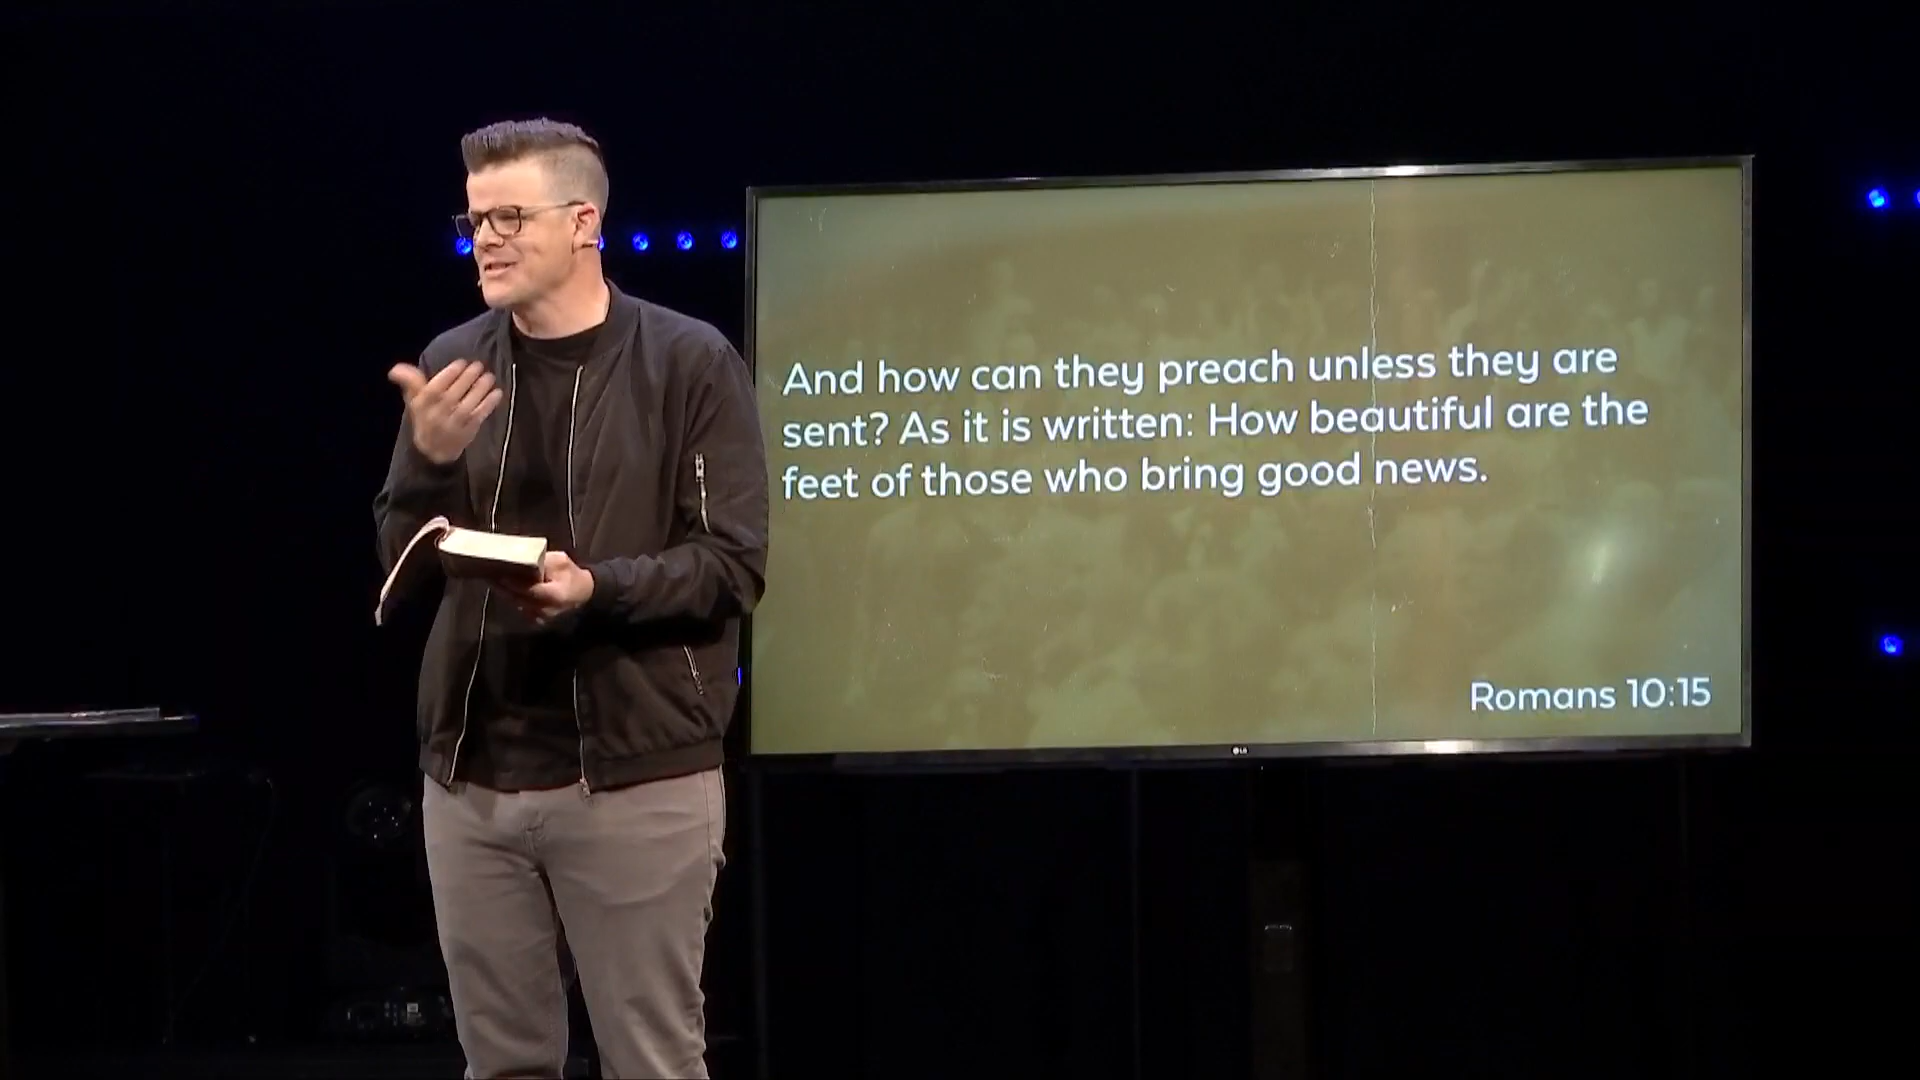 And how can they preach unless they are
sent? As it is written: How beautiful are the
feet of those who bring good news.
Romans 10:15
LG